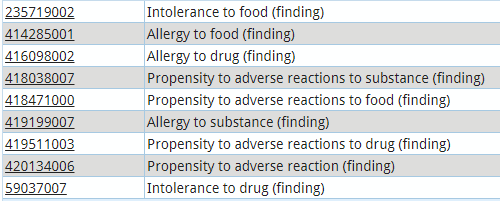 235719002 Intolerance to food (finding)
414285001 Allergy to food (finding)
416098002 Allergy to drug (finding)
418038007 Propensity to adverse reactions to substance (finding)
418471000 Propensity to adverse reactions to food (finding)
419199007 Allergy to substance (finding)
419511003 Propensity to adverse reactions to drug (finding)
420134006 Propensity to adverse reaction (finding)
59037007 Intolerance to drug (finding)